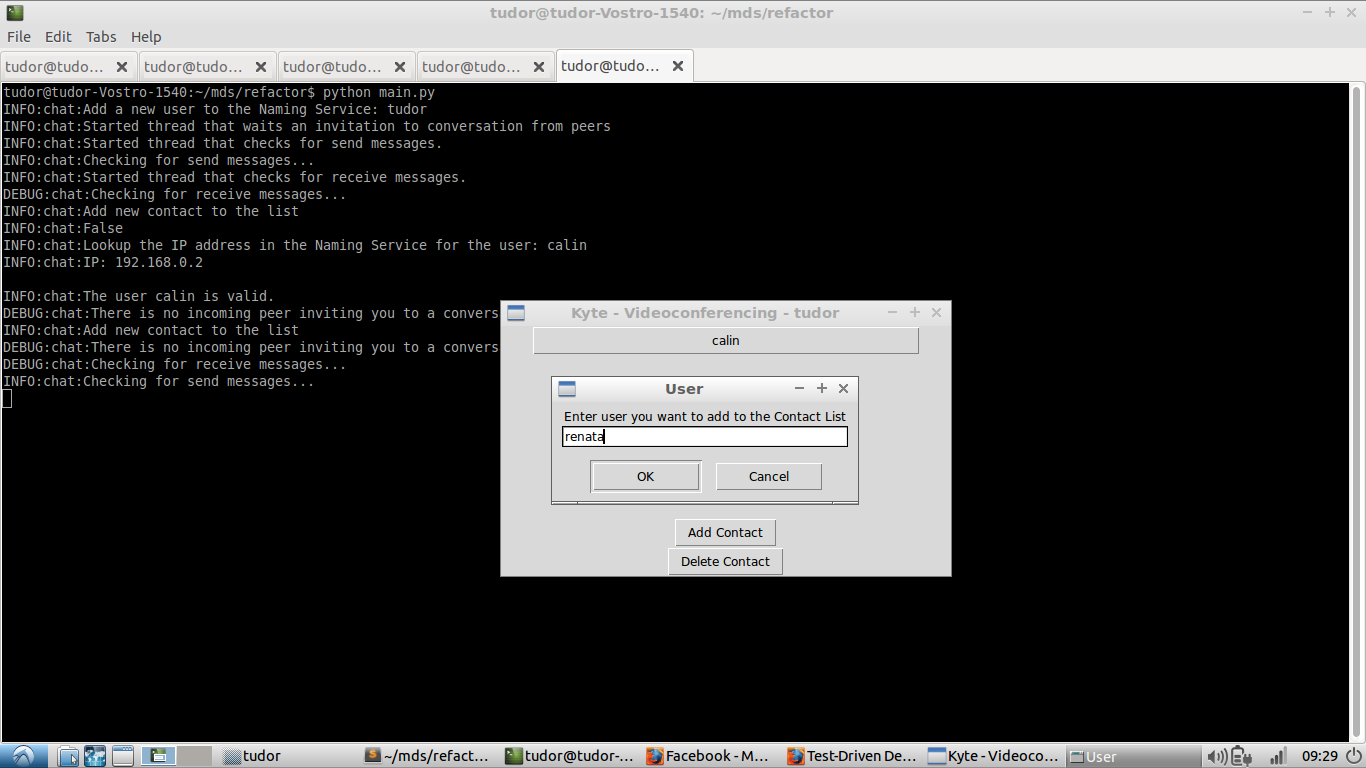 tudor@tudor-Vostro-1540: ~/mds/refactor
File Edit Tabs Help
tudor@tudo... tudor@tudo... tudor@tudo... tudor@tudo... tudor@tudo...
tudor@tudor-Vostro-1540:~/mds/refactor$ python main.py
INFO:chat:Add a new user to the Naming Service: tudor
INFO:chat:Started thread that waits an invitation to conversation from peers
INFO:chat:Started thread that checks for send messages.
INFO:chat:Checking for send messages...
INFO:chat:Started thread that checks for receive messages.
DEBUG:chat:Checking for receive messages...
INFO:chat:Add new contact to the list
INFO:chat:False
INFO:chat:Lookup the IP address in the Naming Service for the user: calin
INFO:chat:IP: 192.168.0.2
INFO:chat:The user calin is valid.
DEBUG:chat:There is no incoming peer inviting you to a convers
INFO:chat:Add new contact to the list
DEBUG:chat:There is no incoming peer inviting you to a convers
DEBUG:chat:Checking for receive messages...
INFO:chat:Checking for send messages...
Kyte - Videoconferencing - tudor
calin
User
Enter user you want to add to the Contact List
renata
OK Cancel
Add Contact
Delete Contact
tudor ~/mds/refact... tudor@tudor-... Facebook - M... Test-Driven De... Kyte - Videoco... User 09:29